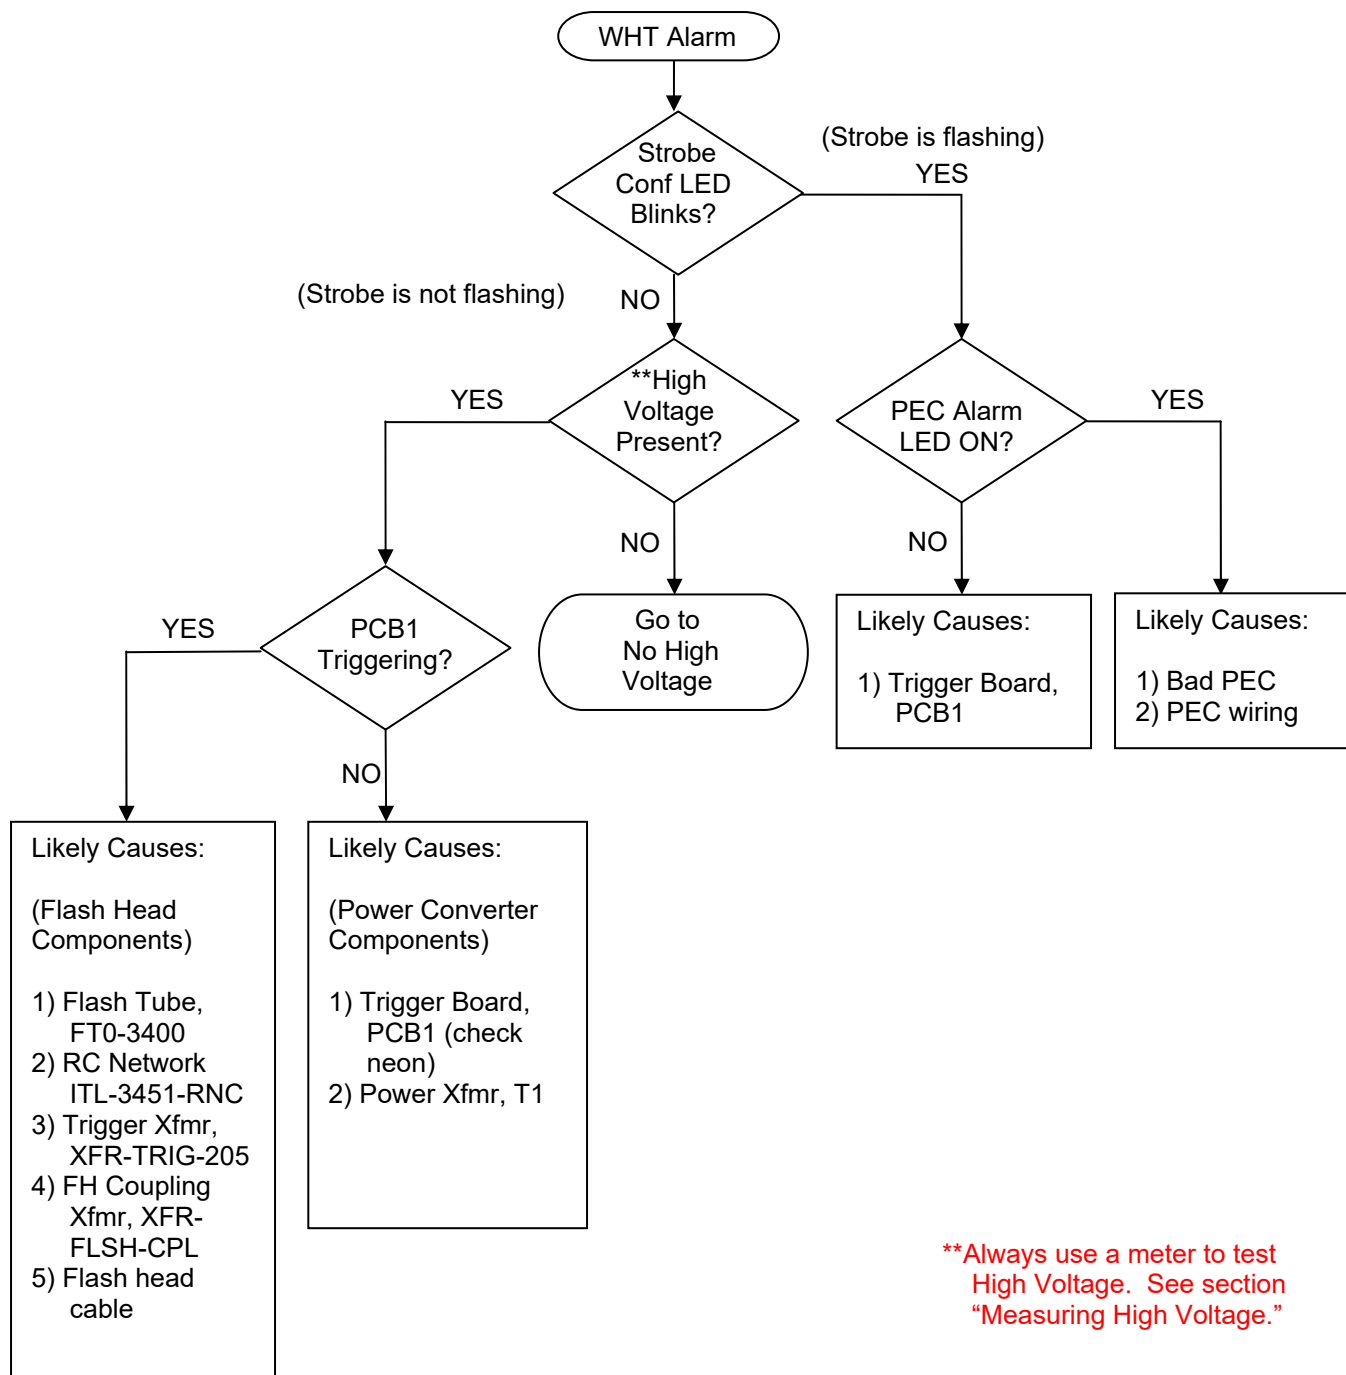 WHT Alarm
Strobe
Conf LED
Blinks?
(Strobe is flashing)
YES
(Strobe is not flashing)
NO
**High
Voltage
Present?
YES
PEC Alarm
LED ON?
YES
NO
NO
PCB1
Triggering?
YES
NO
Go to
No High
Voltage
Likely Causes:
1) Trigger Board,
PCB1
Likely Causes:
1) Bad PEC
2) PEC wiring
Likely Causes:
(Flash Head
Components)
1) Flash Tube,
FT0-3400
2) RC Network
ITL-3451-RNC
3) Trigger Xfmr,
XFR-TRIG-205
4) FH Coupling
Xfmr, XFR-
FLSH-CPL
5) Flash head
cable
Likely Causes:
(Power Converter
Components)
1) Trigger Board,
PCB1 (check
neon)
2) Power Xfmr, T1
**Always use a meter to test
High Voltage.  See section
“Measuring High Voltage.”